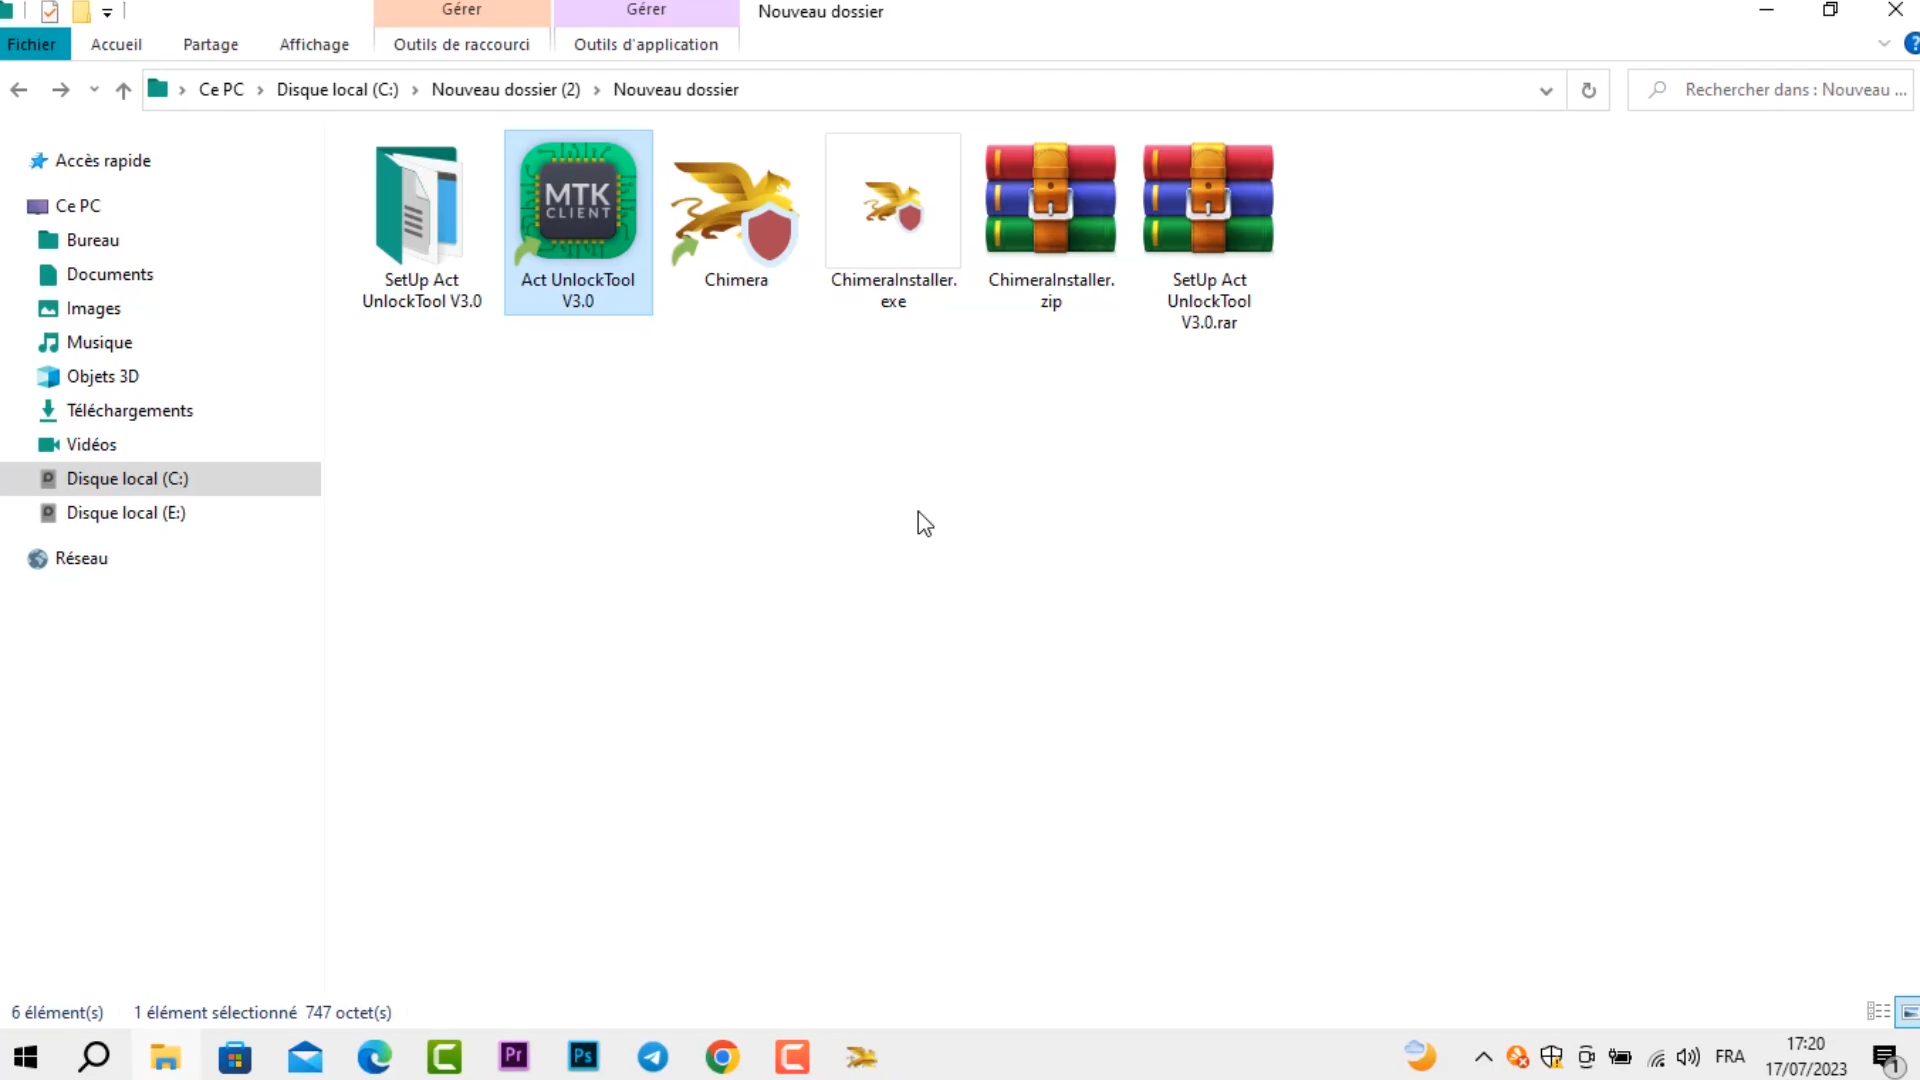 Gérer
Gérer
Nouveau dossier
Fichier
Accueil
Partage
Affichage
Outils de raccourci
Outils d'application
?
Ce PC > Disque local (C:) > Nouveau dossier (2) > Nouveau dossier
Rechercher dans : Nouveau ...
Accès rapide
Ce PC
Bureau
Documents
Images
Musique
Objets 3D
Téléchargements
Vidéos
Disque local (C:)
Disque local (E:)
Réseau
MTK
CLIENT
SetUp Act
UnlockTool V3.0
Act UnlockTool
V3.0
Chimera
ChimeraInstaller.
exe
ChimeraInstaller.
zip
SetUp Act
UnlockTool
V3.0.rar
6 élément(s)
1 élément sélectionné 747 octet(s)
Pr
Ps
FRA
17:20
17/07/2023
1